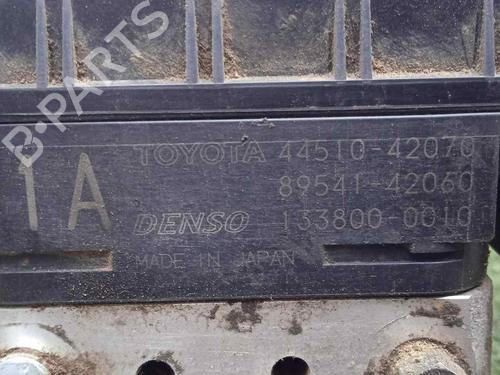 B-PARTS
1A
TOYOTA 44510-42070
89541-42060
DENSO 133800-0010
MADE IN JAPAN